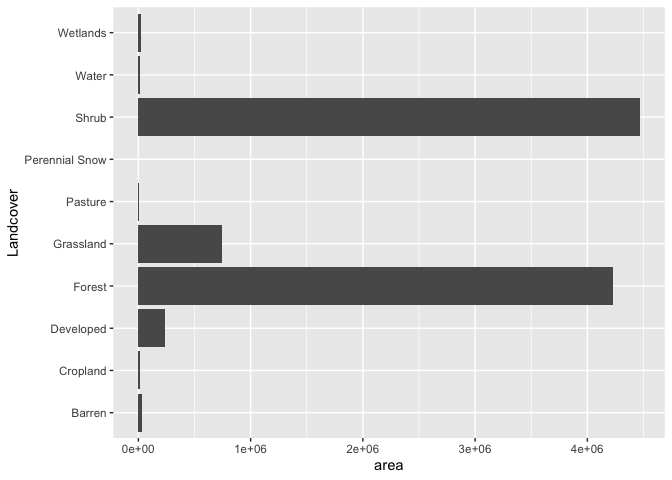 Wetlands
Water
Shrub
Perennial Snow
Pasture
Grassland
Forest
Developed
Cropland
Barren
Landcover
0e+00 1e+06 2e+06 3e+06 4e+06
area